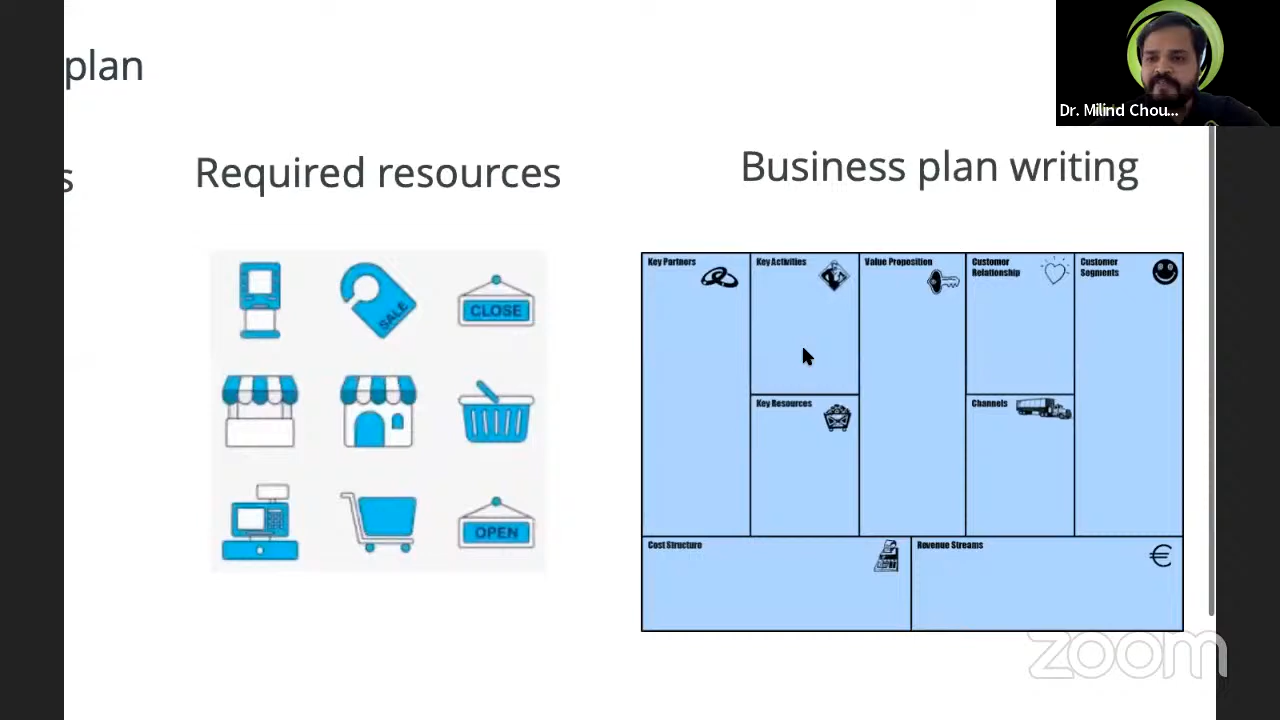 plan
Dr. Milind Chou...
s
Required resources
Business plan writing
SALE
CLOSE
OPEN
Key Partners
Key Activities
Value Proposition
Customer
Relationship
Customer
Segments
Key Resources
Channels
Cost Structure
Revenue Streams
€
zoom